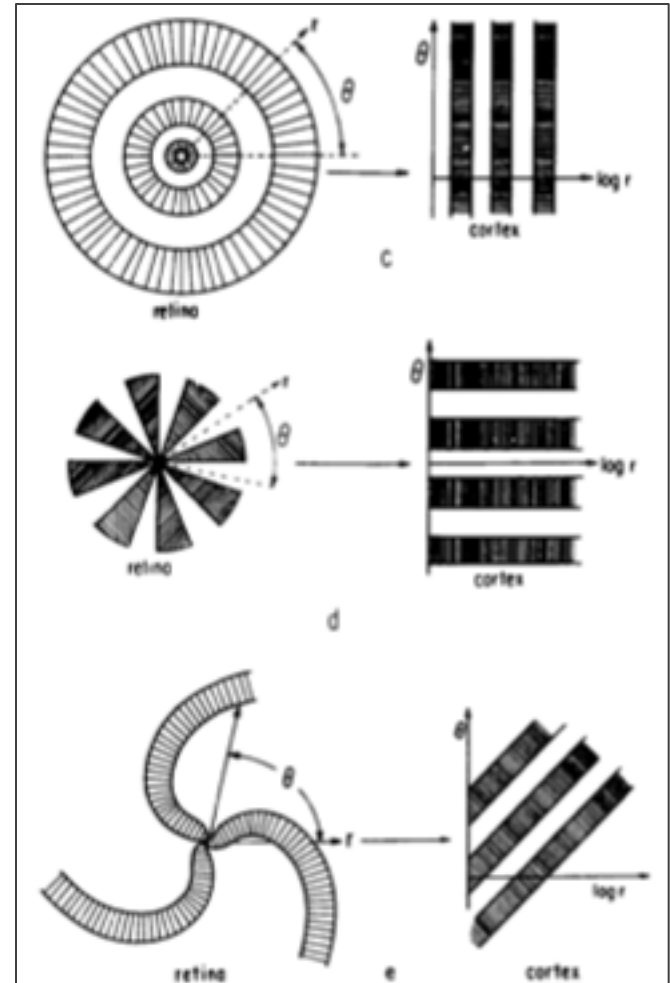 r
θ
θ
log r
cortex
retina
c
r
θ
θ
log r
retina
cortex
d
θ
θ
r
log r
retina
e
cortex